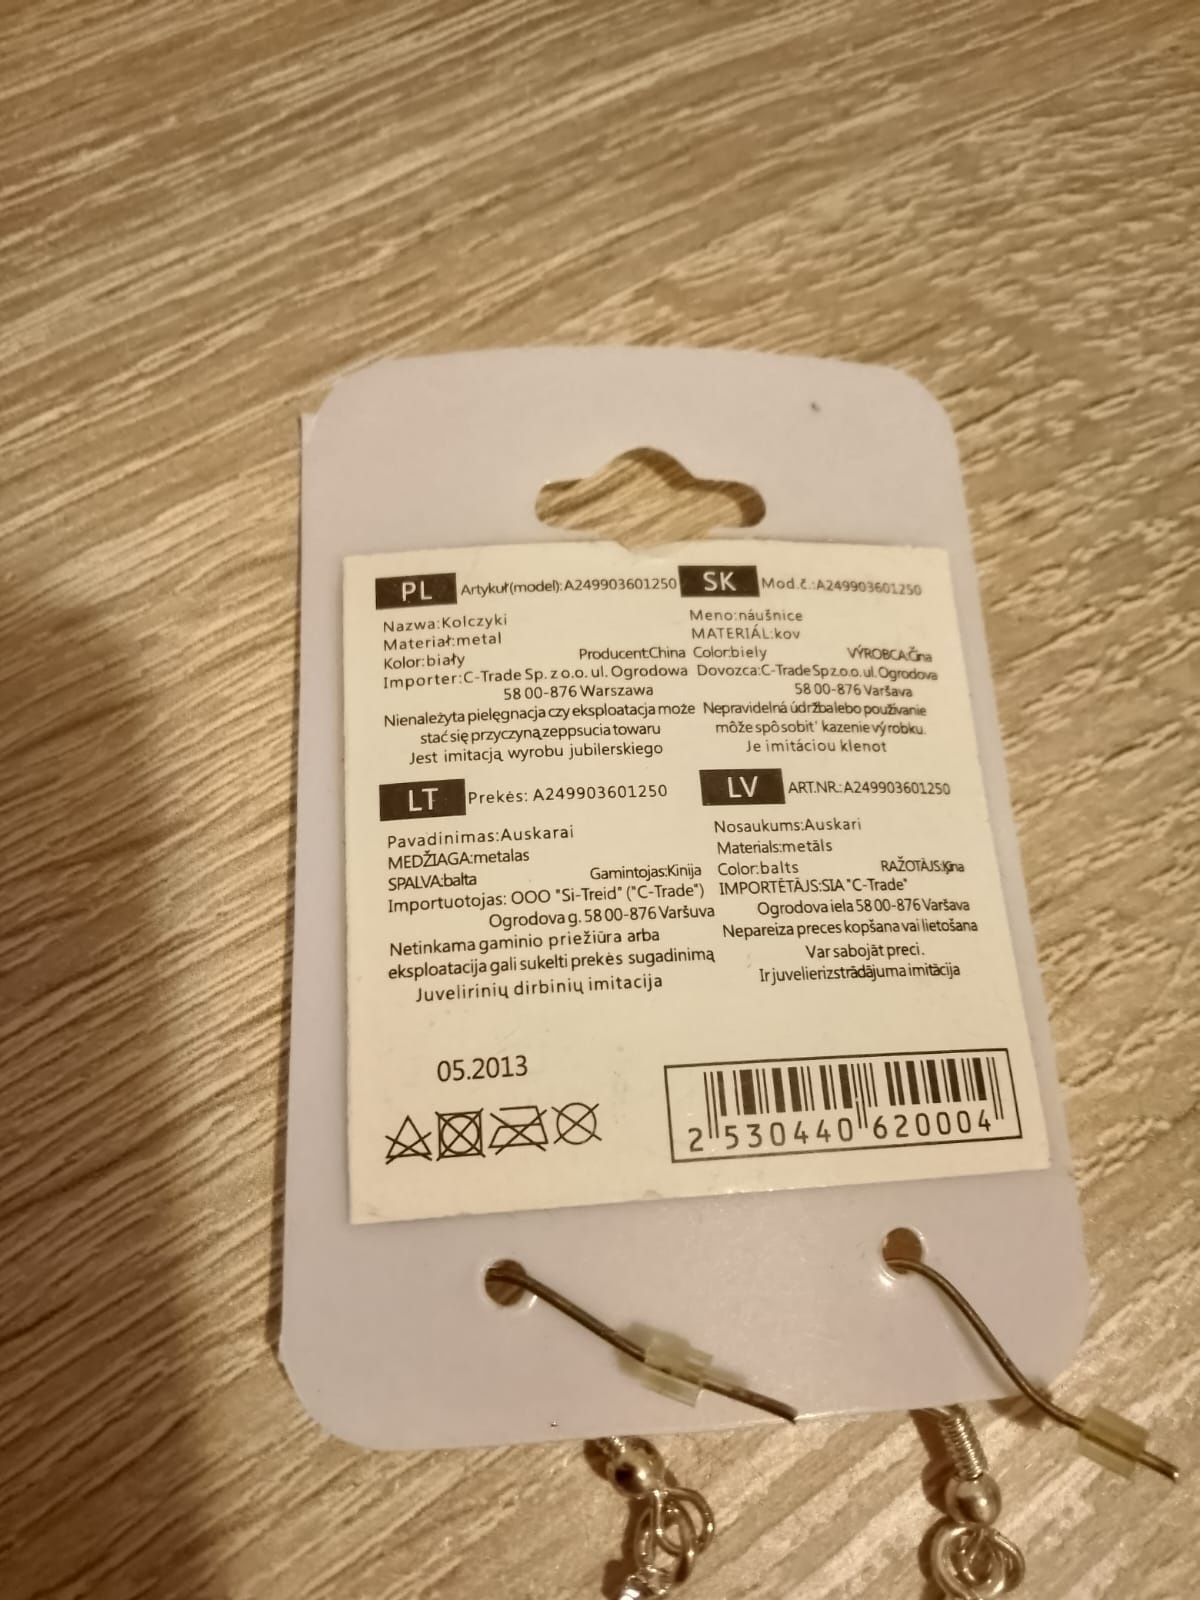 PL Artykuł(model):A249903601250
Nazwa:Kolczyki
Materiał:metal
Kolor:biały Producent:China
Importer:C-Trade Sp. z o.o. ul. Ogrodowa
58 00-876 Warszawa
Nienależyta pielęgnacja czy eksploatacja może
stać się przyczyną zeppsucia towaru
Jest imitacją wyrobu jubilerskiego
SK Mod.č.:A249903601250
Meno:náušnice
MATERIÁL:kov
Color:biely VÝROBCA:Čína
Dovozca:C-Trade Sp z o.o. ul. Ogrodova
58 00-876 Varšava
Nepravidelná údržba lebo používanie
môže spôsobit' kazenie výrobku.
Je imitáciou klenot
LT Prekės: A249903601250
Pavadinimas:Auskarai
MEDŽIAGA:metalas
SPALVA:balta Gamintojas:Kinija
Importuotojas: OOO "Si-Treid" ("C-Trade")
Ogrodova g. 58 00-876 Varšuva
Netinkama gaminio priežiūra arba
eksploatacija gali sukelti prekės sugadinimą
Juvelirinių dirbinių imitacija
LV ART.NR.:A249903601250
Nosaukums:Auskari
Materials:metāls
Color:balts RAŽOTĀJS:Ķīna
IMPORTĒTĀJS:SIA "C-Trade"
Ogrodova iela 58 00-876 Varšava
Nepareiza preces kopšana vai lietošana
Var sabojāt preci.
Ir juvelierizstrādājuma imitācija
05.2013
2 530440 620004